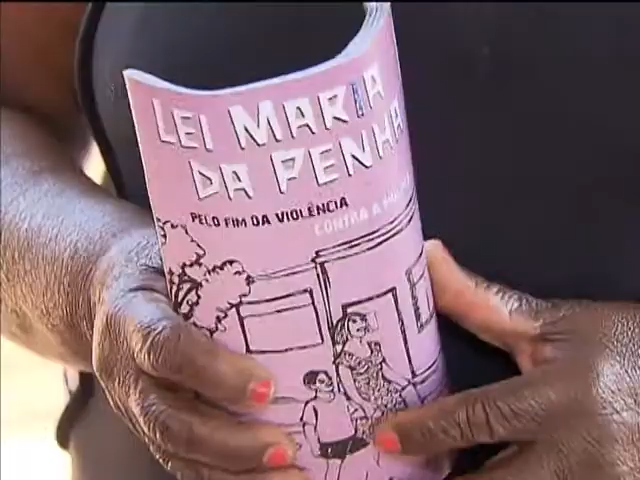 LEI MARIA
DA PENHA
PELO FIM DA VIOLÊNCIA
CONTRA A MULHER